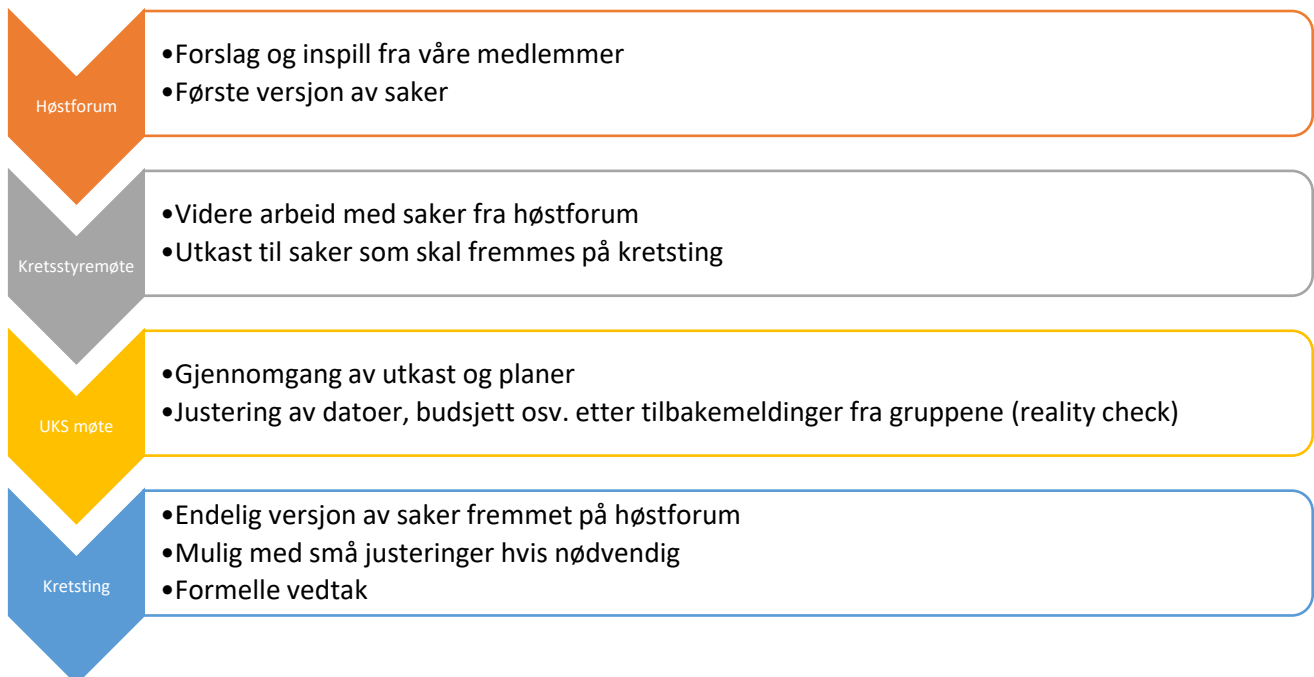 Høstforum
•Forslag og inspill fra våre medlemmer
•Første versjon av saker
Kretsstyremøte
•Videre arbeid med saker fra høstforum
•Utkast til saker som skal fremmes på kretsting
UKS møte
•Gjennomgang av utkast og planer
•Justering av datoer, budsjett osv. etter tilbakemeldinger fra gruppene (reality check)
Kretsting
•Endelig versjon av saker fremmet på høstforum
•Mulig med små justeringer hvis nødvendig
•Formelle vedtak